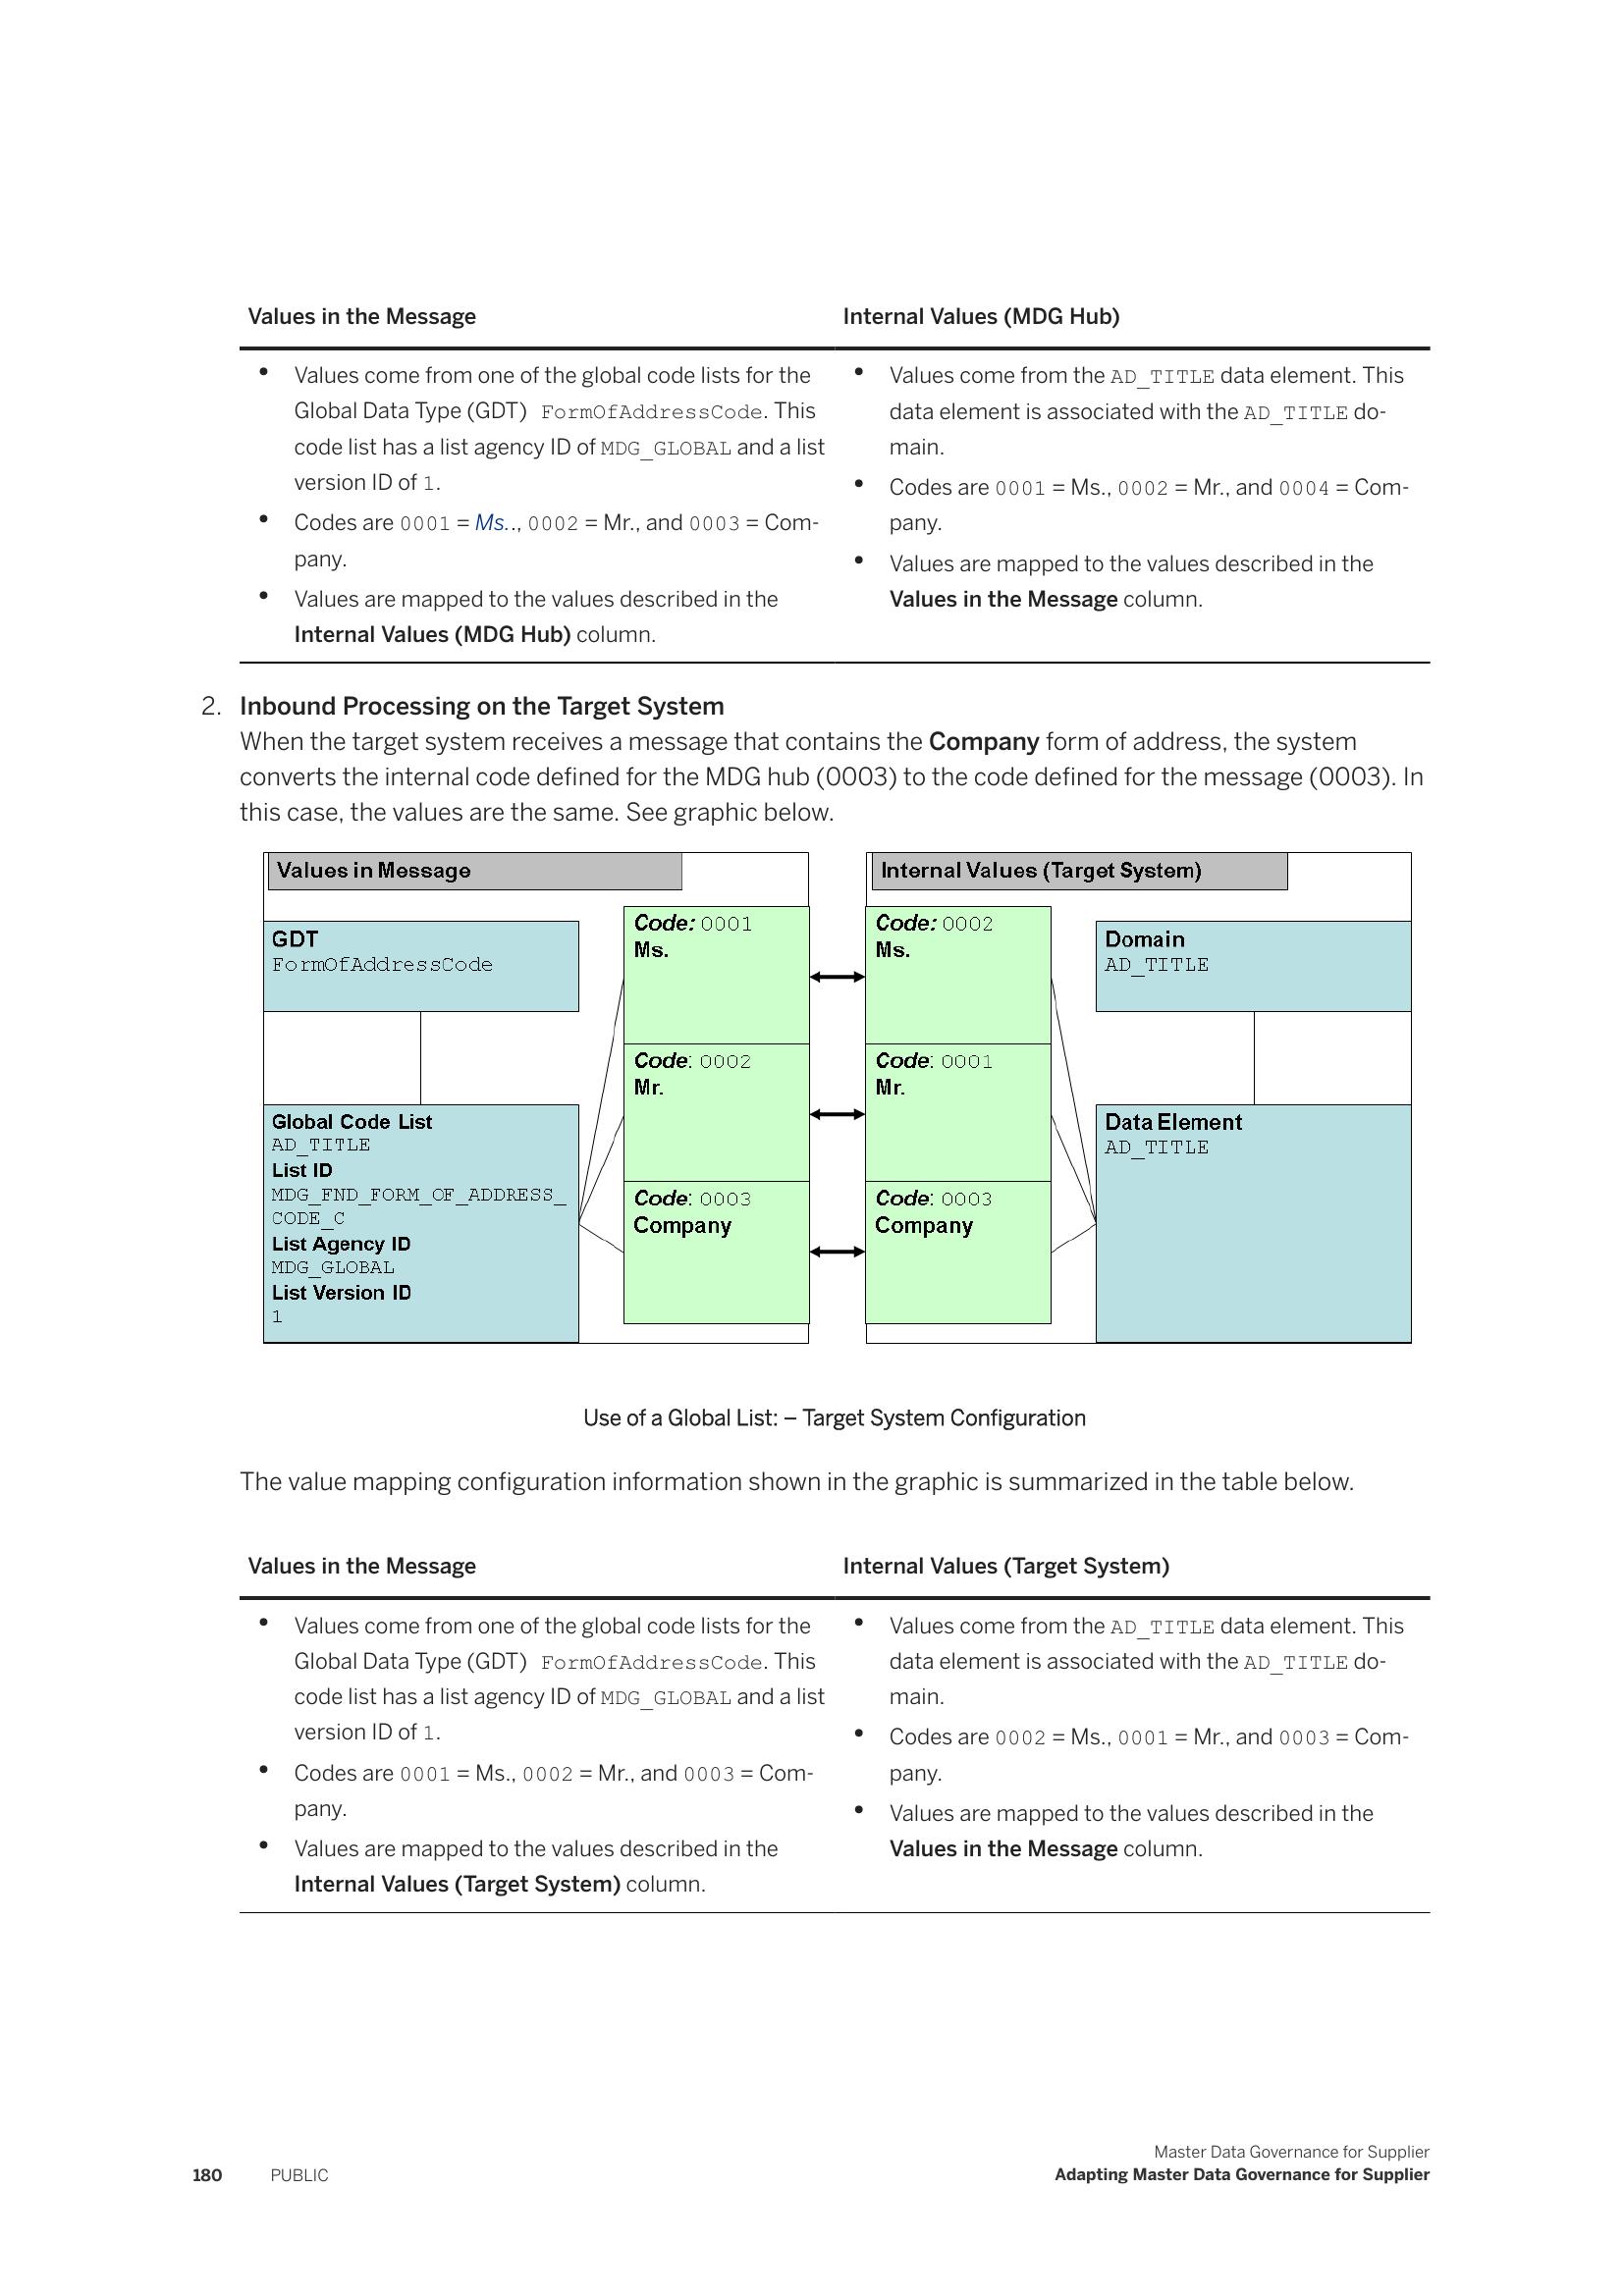 Values in the Message
Internal Values (MDG Hub)
• Values come from one of the global code lists for the
Global Data Type (GDT) FormOfAddressCode. This
code list has a list agency ID of MDG_GLOBAL and a list
version ID of 1.
• Codes are 0001 = Ms.., 0002 = Mr., and 0003 = Com-
pany.
• Values are mapped to the values described in the
Internal Values (MDG Hub) column.
• Values come from the AD_TITLE data element. This
data element is associated with the AD_TITLE do-
main.
• Codes are 0001 = Ms., 0002 = Mr., and 0004 = Com-
pany.
• Values are mapped to the values described in the
Values in the Message column.
2. Inbound Processing on the Target System
When the target system receives a message that contains the Company form of address, the system
converts the internal code defined for the MDG hub (0003) to the code defined for the message (0003). In
this case, the values are the same. See graphic below.
Values in Message
GDT
FormOfAddressCode
Global Code List
AD_TITLE
List ID
MDG_FND_FORM_OF_ADDRESS_
CODE_C
List Agency ID
MDG_GLOBAL
List Version ID
1
Code: 0001
Ms.
Code: 0002
Mr.
Code: 0003
Company
Internal Values (Target System)
Code: 0002
Ms.
Code: 0001
Mr.
Code: 0003
Company
Domain
AD_TITLE
Data Element
AD_TITLE
Use of a Global List: – Target System Configuration
The value mapping configuration information shown in the graphic is summarized in the table below.
Values in the Message
Internal Values (Target System)
• Values come from one of the global code lists for the
Global Data Type (GDT) FormOfAddressCode. This
code list has a list agency ID of MDG_GLOBAL and a list
version ID of 1.
• Codes are 0001 = Ms., 0002 = Mr., and 0003 = Com-
pany.
• Values are mapped to the values described in the
Internal Values (Target System) column.
• Values come from the AD_TITLE data element. This
data element is associated with the AD_TITLE do-
main.
• Codes are 0002 = Ms., 0001 = Mr., and 0003 = Com-
pany.
• Values are mapped to the values described in the
Values in the Message column.
180 PUBLIC
Master Data Governance for Supplier
Adapting Master Data Governance for Supplier